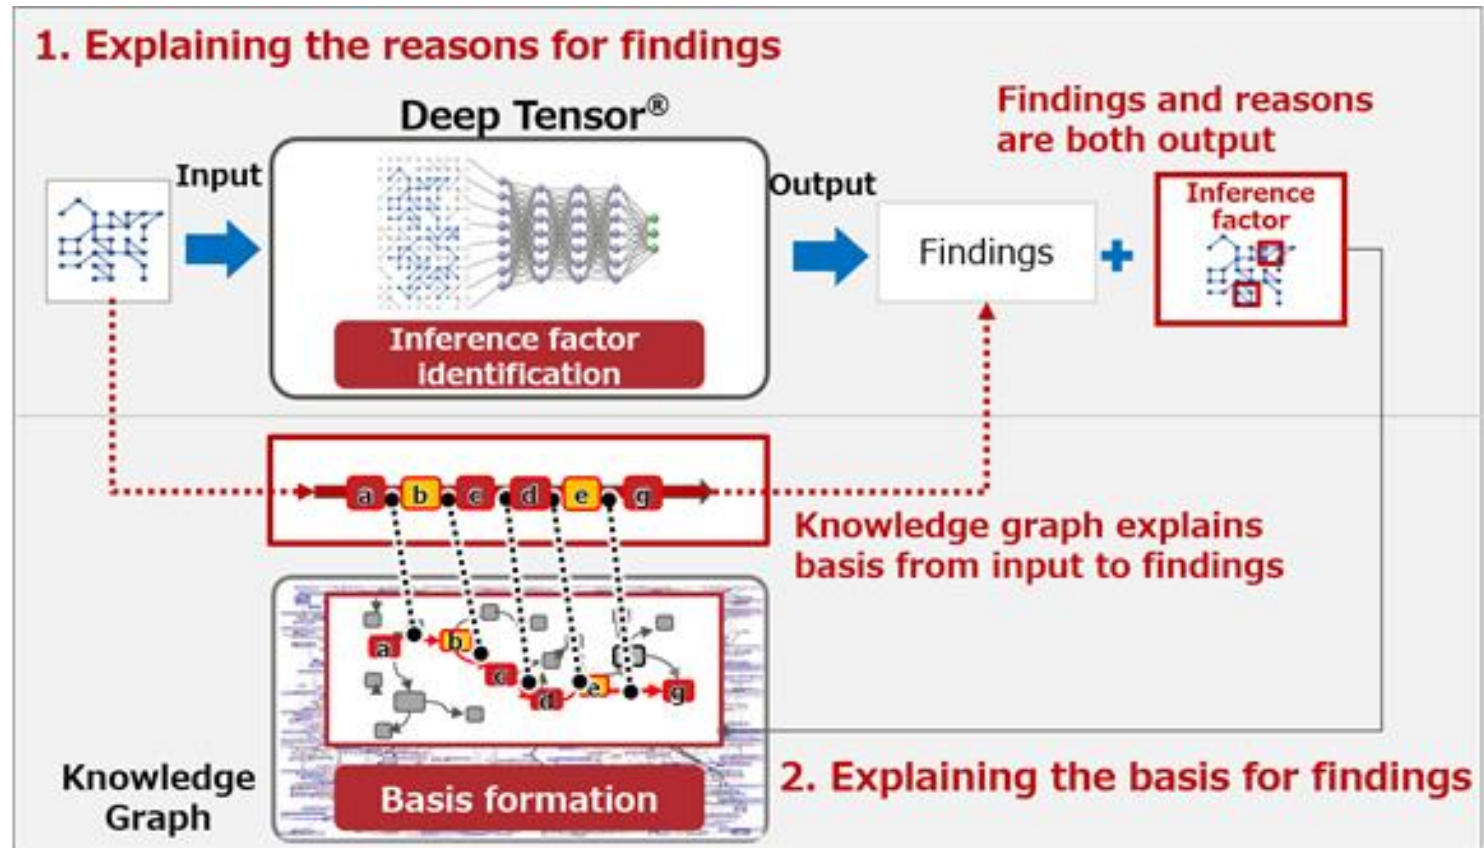 1. Explaining the reasons for findings
Deep Tensor®
Findings and reasons
are both output
Input
Output
Inference
factor
Findings
Inference factor
identification
a b c d e g
Knowledge graph explains
basis from input to findings
a
b
c
d
e
g
Knowledge
Graph
Basis formation
2. Explaining the basis for findings